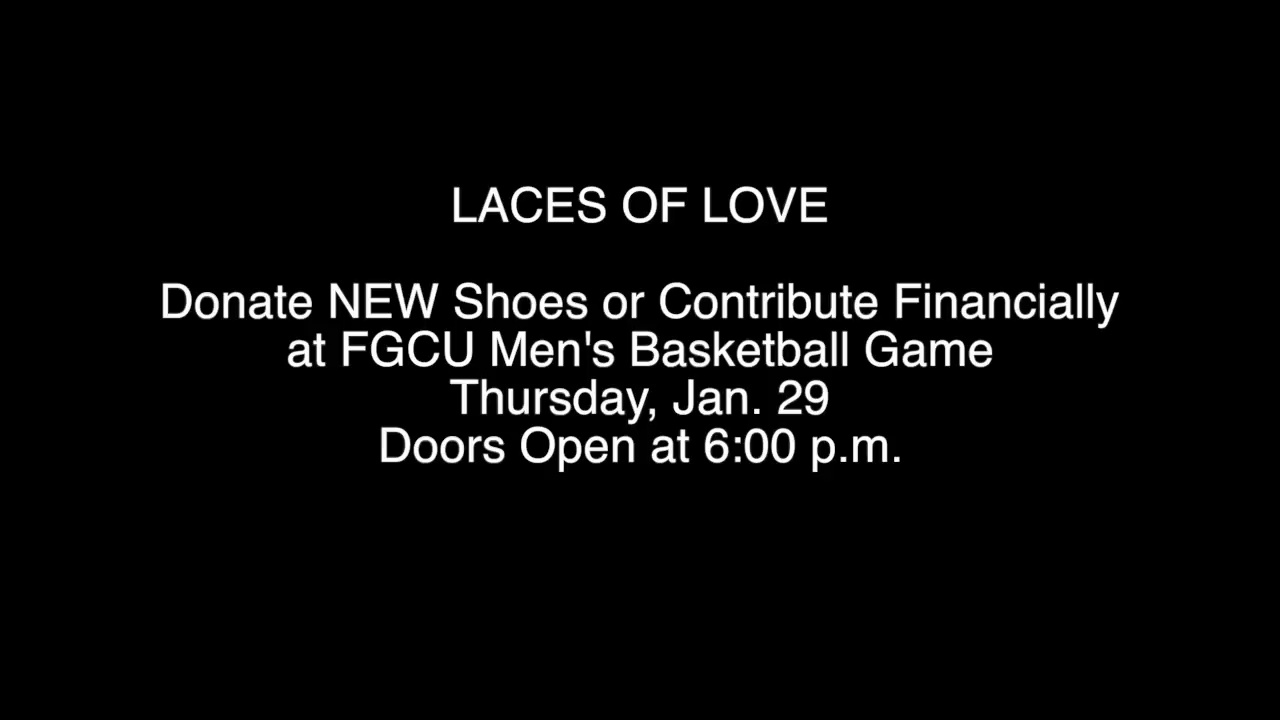 LACES OF LOVE
Donate NEW Shoes or Contribute Financially
at FGCU Men's Basketball Game
Thursday, Jan. 29
Doors Open at 6:00 p.m.